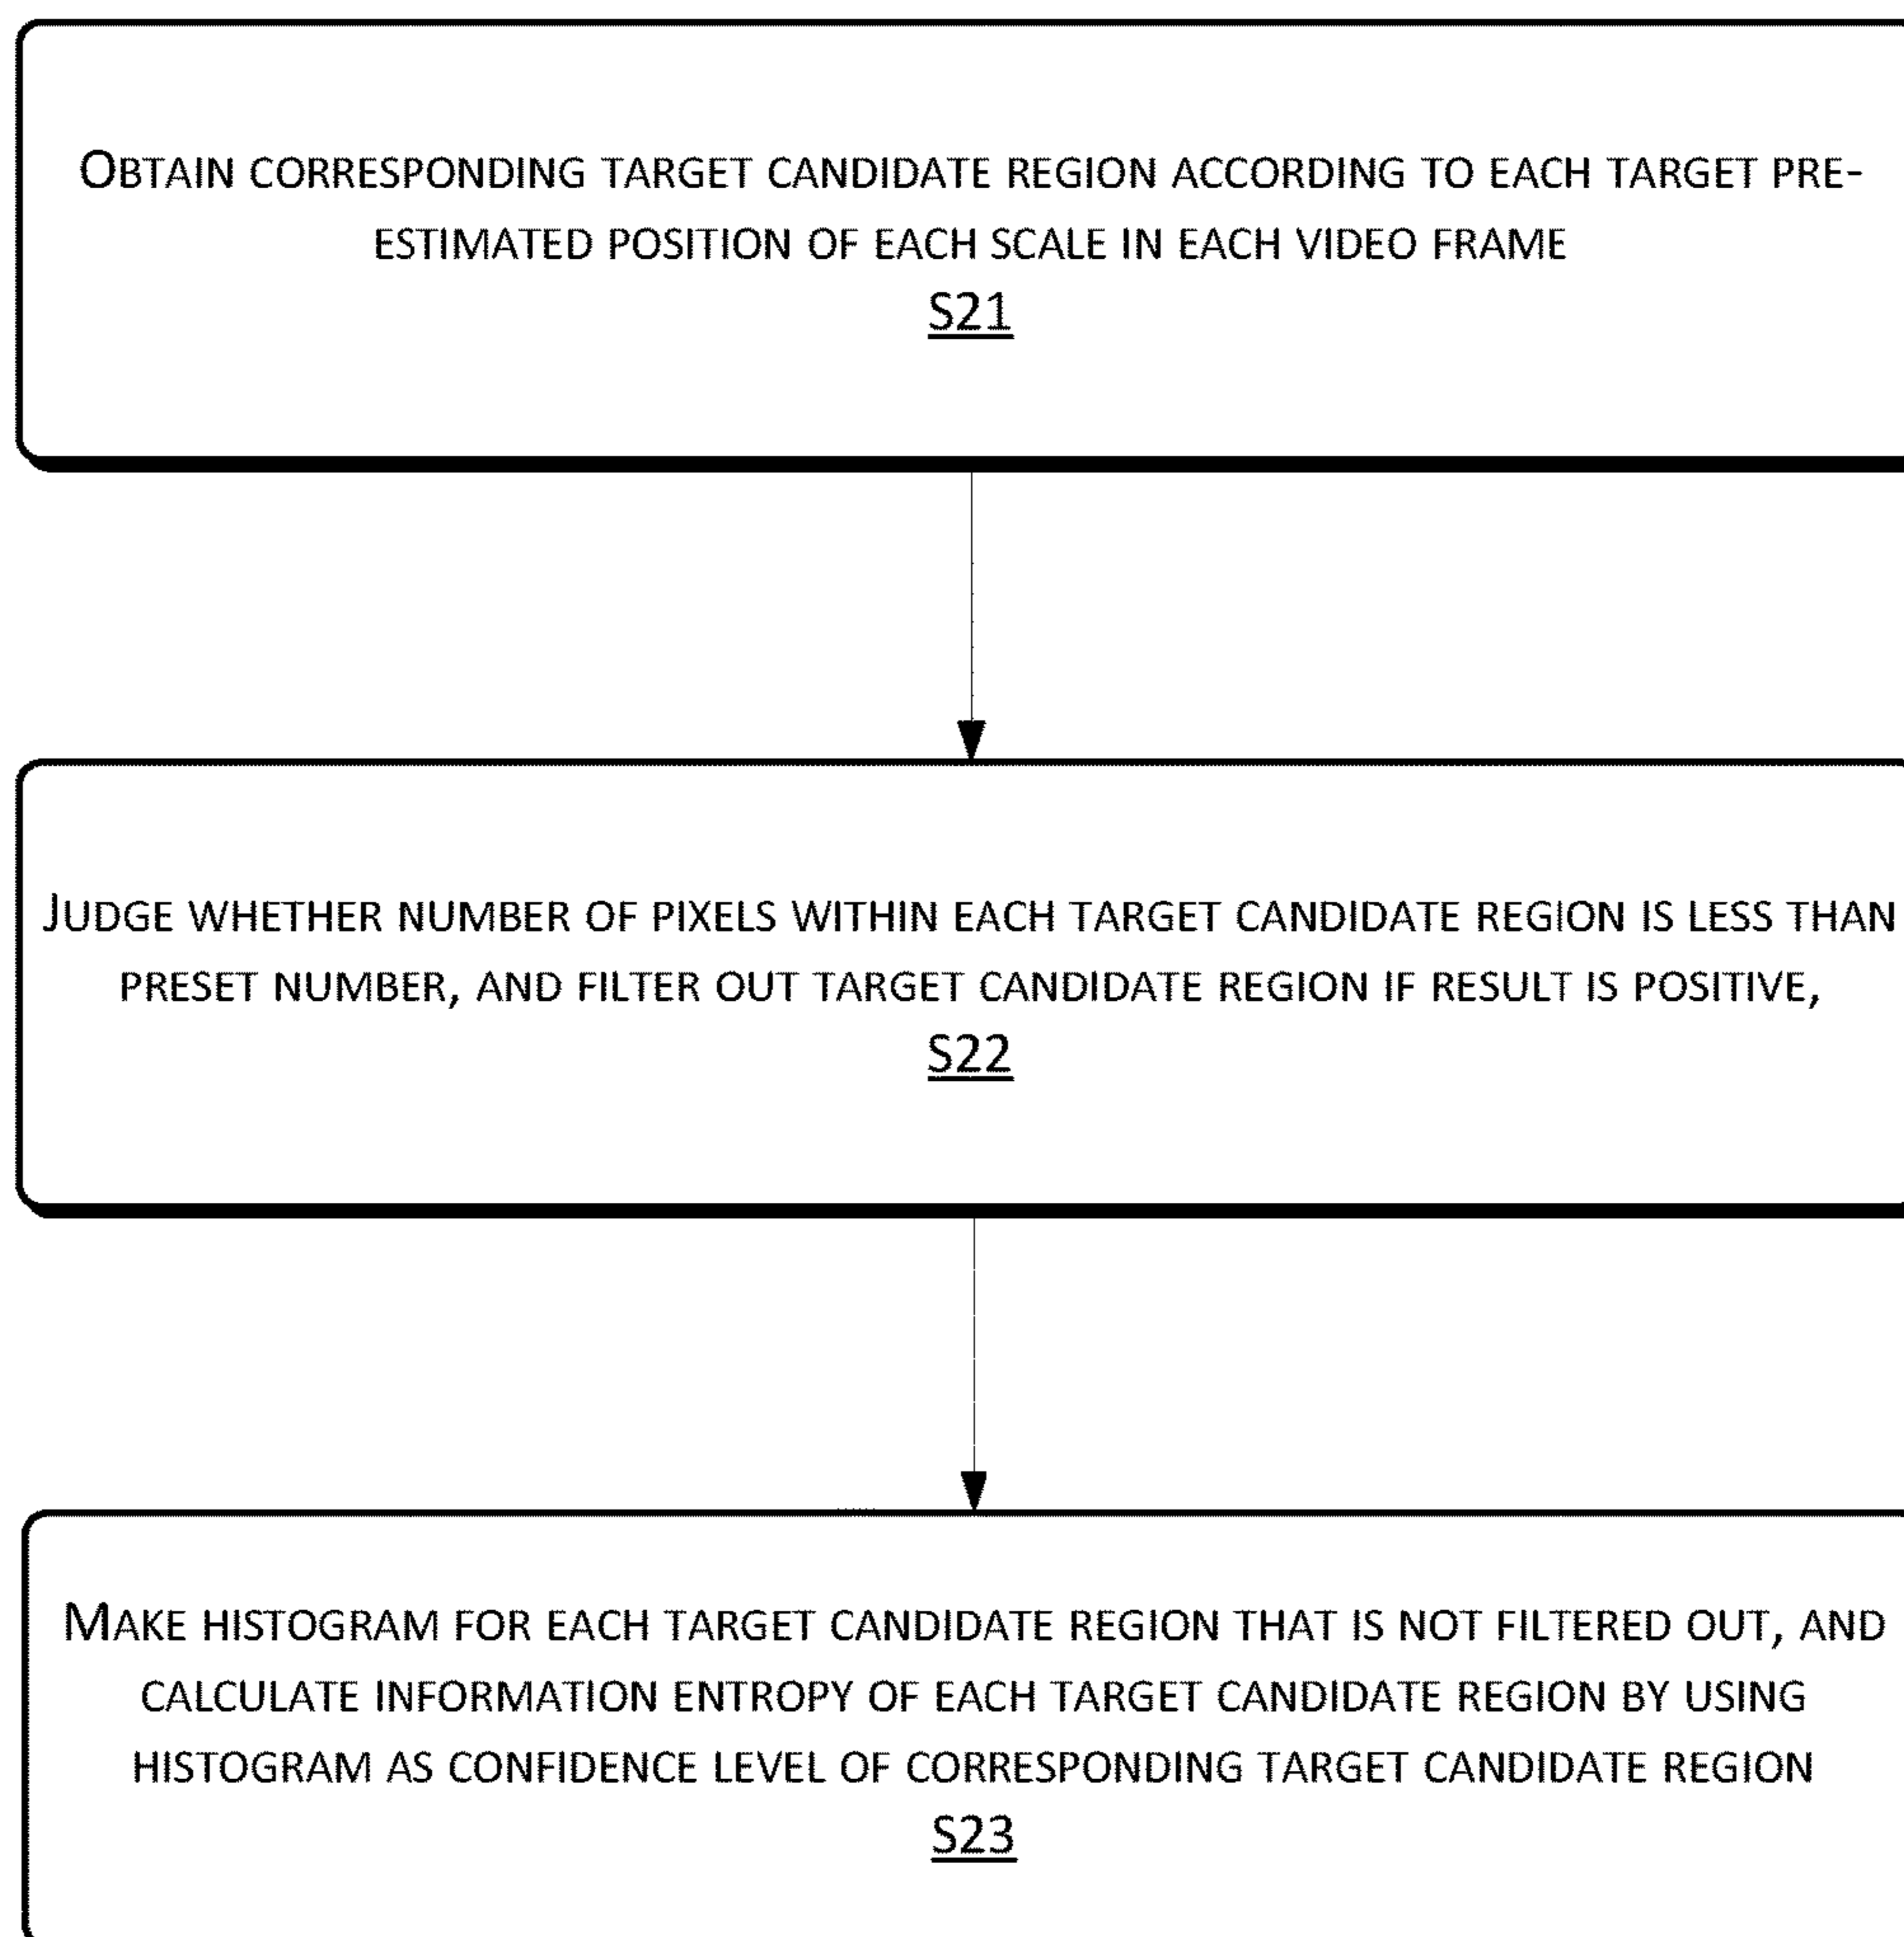 OBTAIN CORRESPONDING TARGET CANDIDATE REGION ACCORDING TO EACH TARGET PRE-
ESTIMATED POSITION OF EACH SCALE IN EACH VIDEO FRAME
S21
JUDGE WHETHER NUMBER OF PIXELS WITHIN EACH TARGET CANDIDATE REGION IS LESS THAN
PRESET NUMBER, AND FILTER OUT TARGET CANDIDATE REGION IF RESULT IS POSITIVE,
S22
MAKE HISTOGRAM FOR EACH TARGET CANDIDATE REGION THAT IS NOT FILTERED OUT, AND
CALCULATE INFORMATION ENTROPY OF EACH TARGET CANDIDATE REGION BY USING
HISTOGRAM AS CONFIDENCE LEVEL OF CORRESPONDING TARGET CANDIDATE REGION
S23